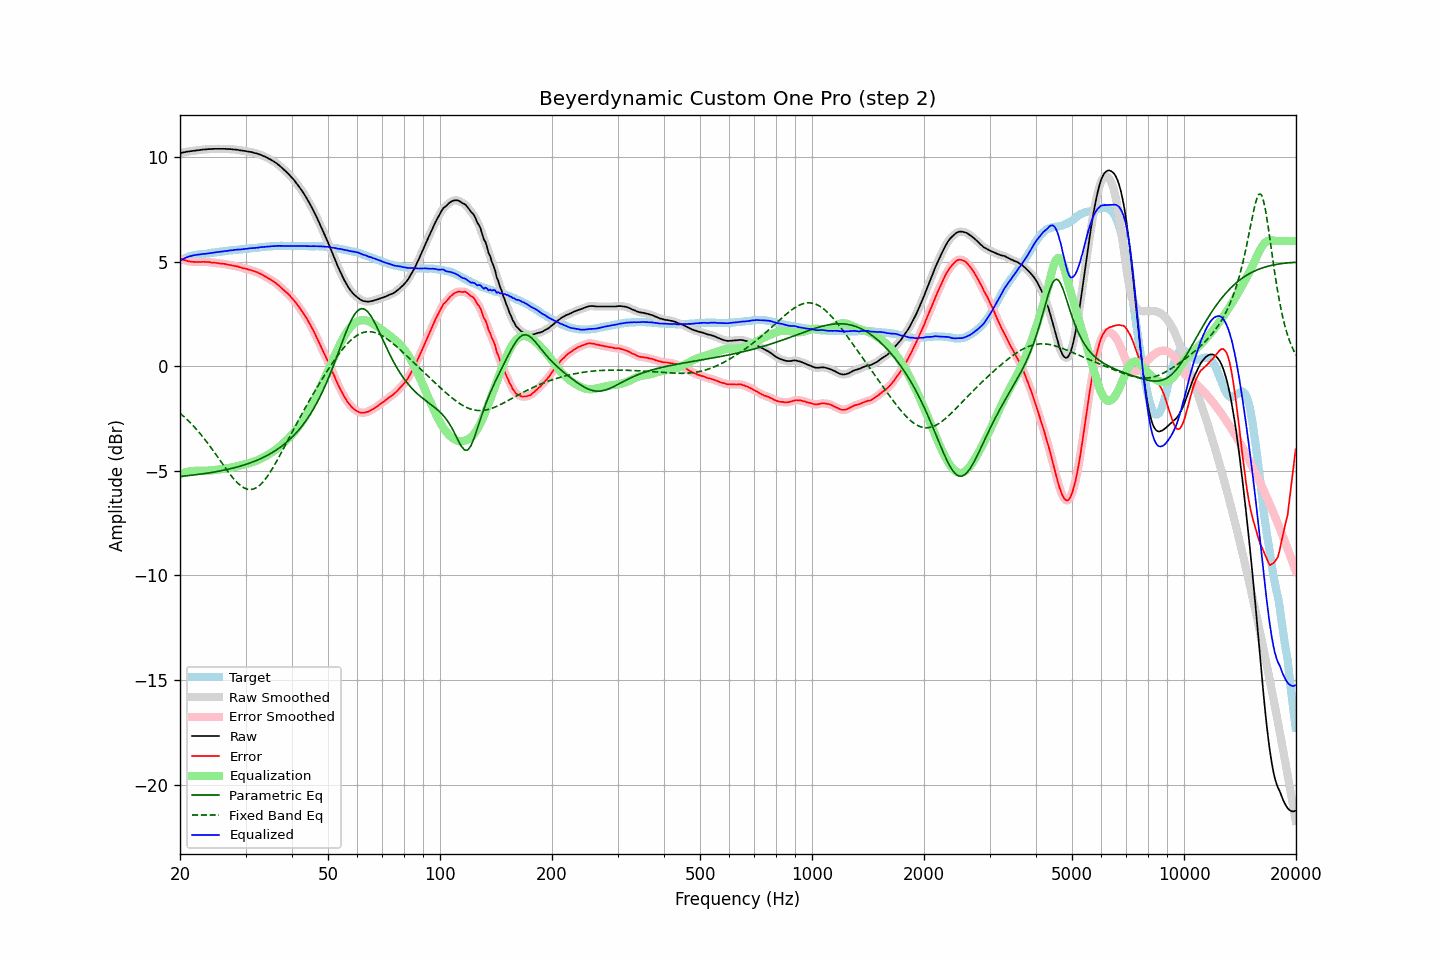 Beyerdynamic Custom One Pro (step 2)
10
5
0
−5
−10
−15
−20
Amplitude (dBr)
Target
Raw Smoothed
Error Smoothed
Raw
Error
Equalization
Parametric Eq
Fixed Band Eq
Equalized
20 50 100 200 500 1000 2000 5000 10000 20000
Frequency (Hz)